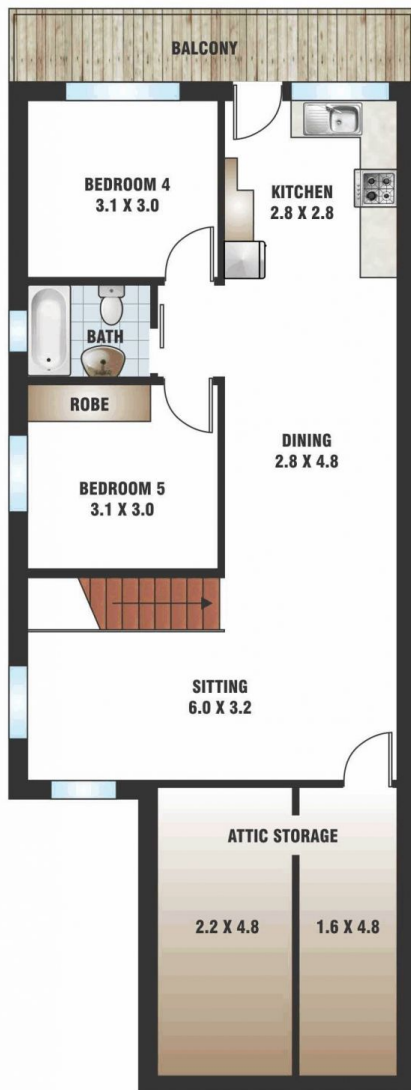 BALCONY
BEDROOM 4
3.1 X 3.0
KITCHEN
2.8 X 2.8
BATH
ROBE
DINING
2.8 X 4.8
BEDROOM 5
3.1 X 3.0
SITTING
6.0 X 3.2
ATTIC STORAGE
2.2 X 4.8
1.6 X 4.8